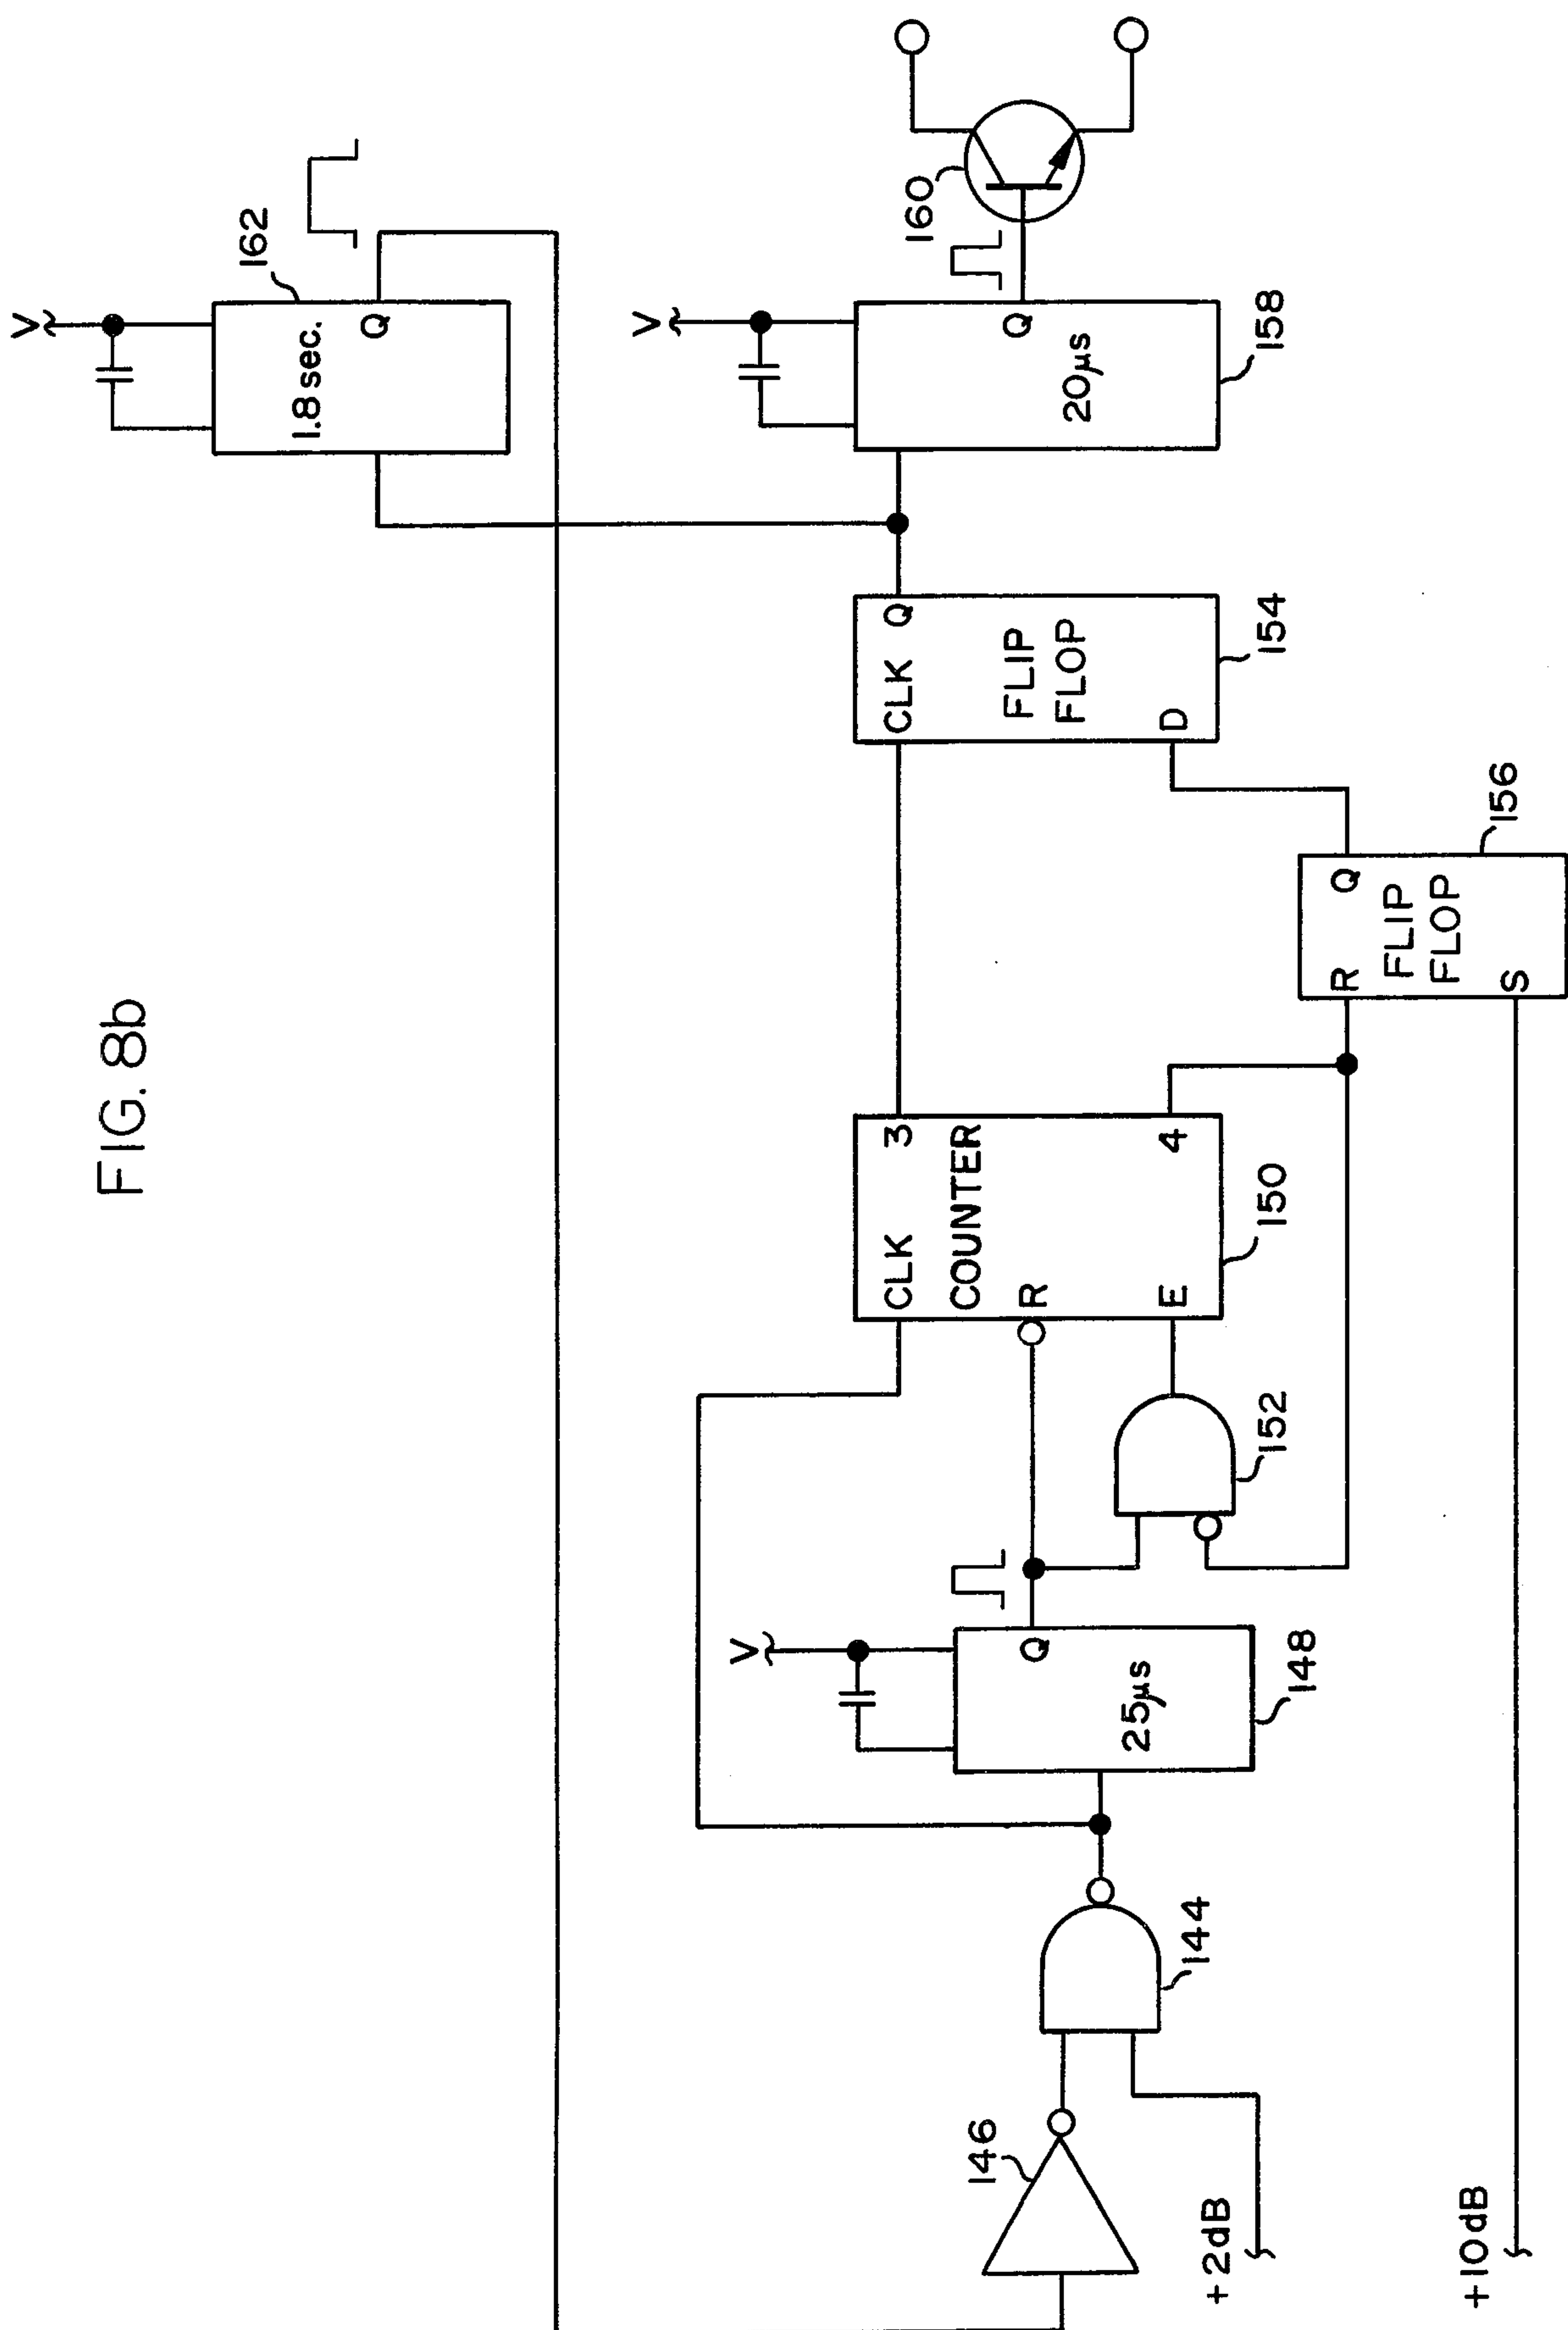 FIG. 8b
V
162
1.8 sec.
Q
V
160
Q
20μs
158
CLK Q
FLIP
FLOP
D
154
Q
R
FLIP
FLOP
S
156
CLK 3
COUNTER
R
E 4
150
152
V
Q
25μs
148
144
146
+2dB
+10dB